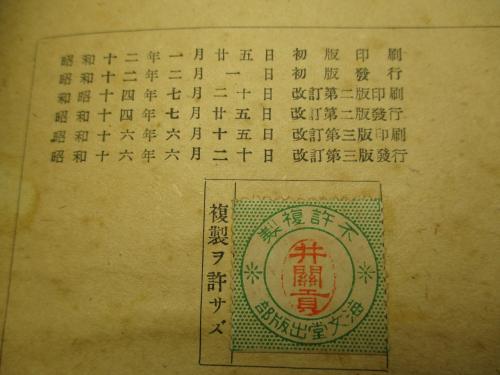 昭和十二年一月廿五日 初版印刷
昭和十二年二月一日 初版發行
和昭十四年七月二十日 改訂第二版印刷
昭和十四年七月廿五日 改訂第二版發行
昭和十六年六月十五日 改訂第三版印刷
昭和十六年六月二十日 改訂第三版發行
複製ヲ許サズ
不許複製
井關貢
油文堂出版部